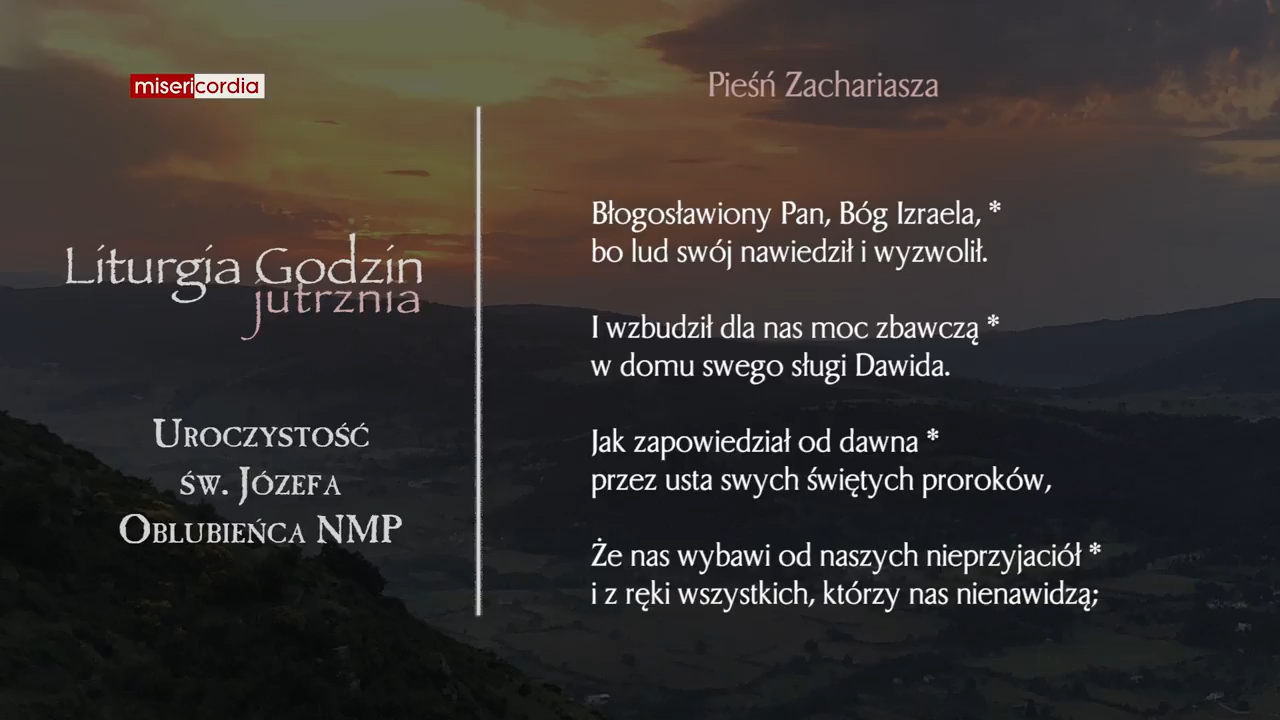 misericordia
Liturgia Godzin
jutrznia
Uroczystość
św. Józefa
Oblubieńca NMP
Pieśń Zachariasza
Błogosławiony Pan, Bóg Izraela, *
bo lud swój nawiedził i wyzwolił.
I wzbudził dla nas moc zbawczą *
w domu swego sługi Dawida.
Jak zapowiedział od dawna *
przez usta swych świętych proroków,
Że nas wybawi od naszych nieprzyjaciół *
i z ręki wszystkich, którzy nas nienawidzą;